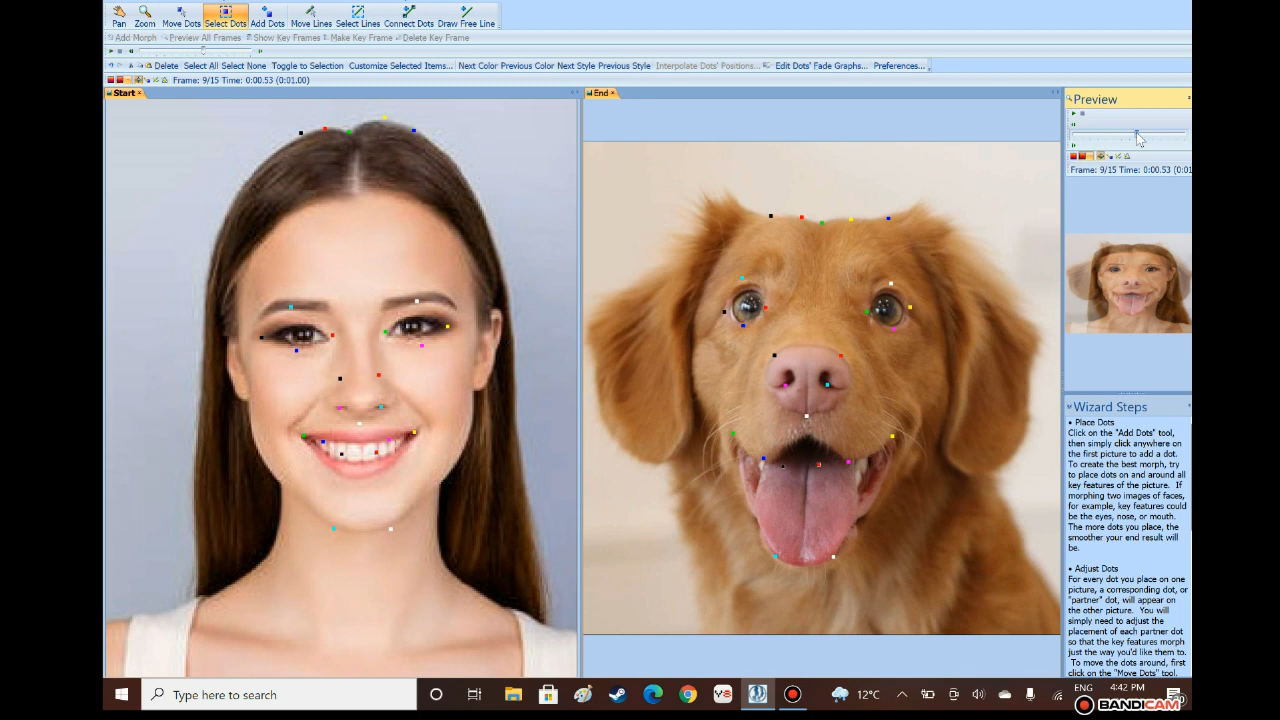 Pan Zoom Move Dots Select Dots Add Dots Move Lines Select Lines Connect Dots Draw Free Line
Add Morph Preview All Frames Show Key Frames Make Key Frame Delete Key Frame
Delete Select All Select None Toggle to Selection Customize Selected Items... Next Color Previous Color Next Style Previous Style Interpolate Dots' Positions... Edit Dots' Fade Graphs... Preferences...
Frame: 9/15 Time: 0:00.53 (0:01.00)
Start
End
Preview
Frame: 9/15 Time: 0:00.53 (0:01
Wizard Steps
• Place Dots
Click on the "Add Dots" tool,
then simply click anywhere on
the first picture to add a dot.
To create the best morph, try
to place dots on and around all
key features of the picture. If
morphing two images of faces,
for example, key features could
be the eyes, nose, or mouth.
The more dots you place, the
smoother your end result will
be.
• Adjust Dots
For every dot you place on one
picture, a corresponding dot, or
"partner" dot, will appear on
the other picture. You will
simply need to adjust the
placement of each partner dot
so that the key features morph
just the way you'd like them to.
To move the dots around, first
click on the "Move Dots" tool.
Type here to search
12°C
ENG
4:42 PM
BANDICAM